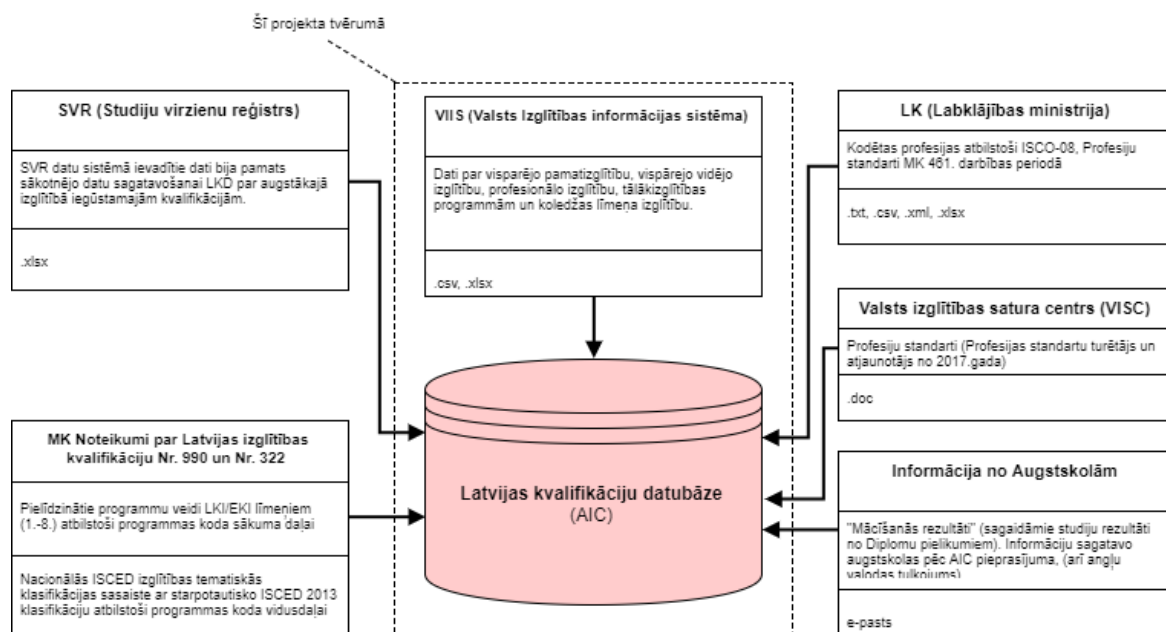 Šī projekta tvērumā
SVR (Studiju virzienu reģistrs)
SVR datu sistēmā ievadītie dati bija pamats
sākotnējo datu sagatavošanai LKD par augstākajā
izglītībā iegūstamajām kvalifikācijām.
.xlsx
MK Noteikumi par Latvijas izglītības
kvalifikāciju Nr. 990 un Nr. 322
Pielīdzinātie programmu veidi LKI/EKI līmeņiem
(1.-8.) atbilstoši programmas koda sākuma daļai
Nacionālās ISCED izglītības tematiskās
klasifikācijas sasaiste ar starpotautisko ISCED 2013
klasifikāciju atbilstoši programmas koda vidusdaļai
VIIS (Valsts Izglītības informācijas sistēma)
Dati par visparējo pamatizglītību, vispārejo vidējo
izglītību, profesionālo izglītību, tālākizglītības
programmām un koledžas līmeņa izglītību.
.csv, .xlsx
Latvijas kvalifikāciju datubāze
(AIC)
LK (Labklājības ministrija)
Kodētas profesijas atbilstoši ISCO-08, Profesiju
standarti MK 461. darbības periodā
.txt, .csv, .xml, .xlsx
Valsts izglītības satura centrs (VISC)
Profesiju standarti (Profesijas standartu turētājs un
atjaunotājs no 2017.gada)
.doc
Informācija no Augstskolām
"Mācīšanās rezultāti" (sagaidāmie studiju rezultāti
no Diplomu pielikumiem). Informāciju sagatavo
augstskolas pēc AIC pieprasījuma, (arī angļu
valodas tulkojums)
e-pasts